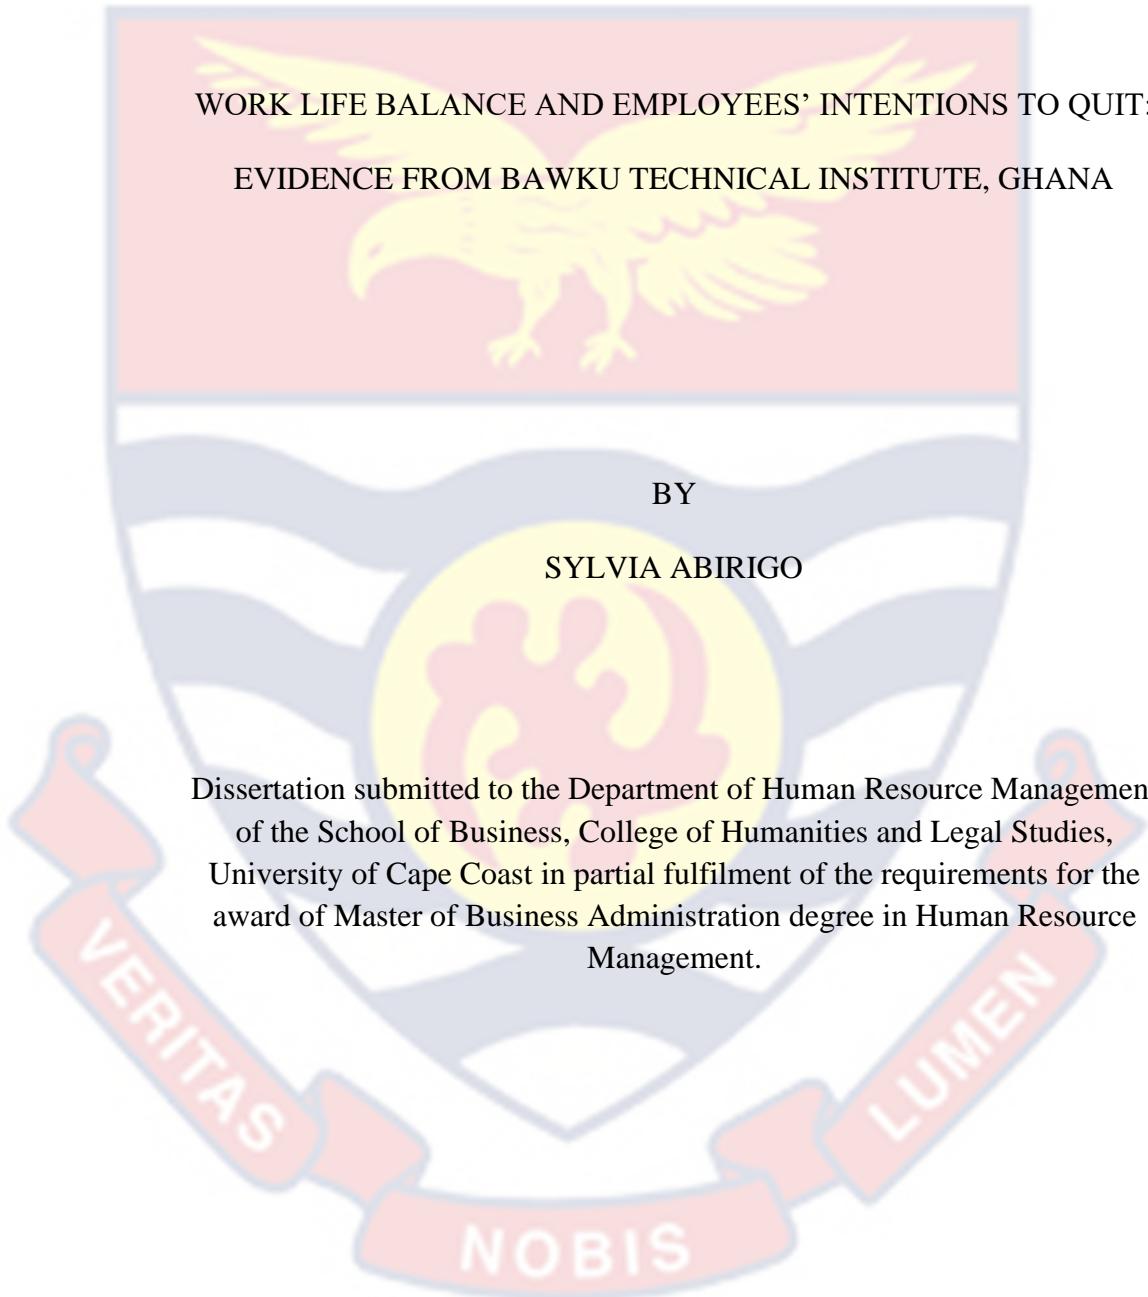 WORK LIFE BALANCE AND EMPLOYEES' INTENTIONS TO QUIT:
EVIDENCE FROM BAWKU TECHNICAL INSTITUTE, GHANA
BY
SYLVIA ABIRIGO
Dissertation submitted to the Department of Human Resource Managemen
of the School of Business, College of Humanities and Legal Studies,
University of Cape Coast in partial fulfilment of the requirements for the
award of Master of Business Administration degree in Human Resource
Management.
VERITAS
NOBIS
LUMEN